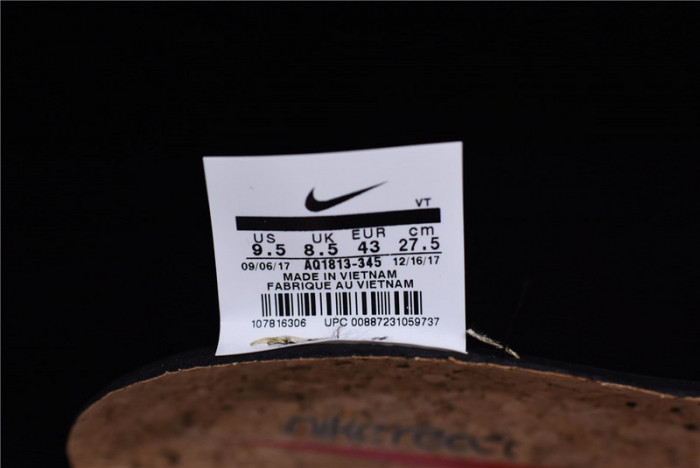 VT
US UK EUR cm
9.5 8.5 43 27.5
09/06/17 AQ1813-345 12/16/17
MADE IN VIETNAM
FABRIQUE AU VIETNAM
107816306 UPC 00887231059737